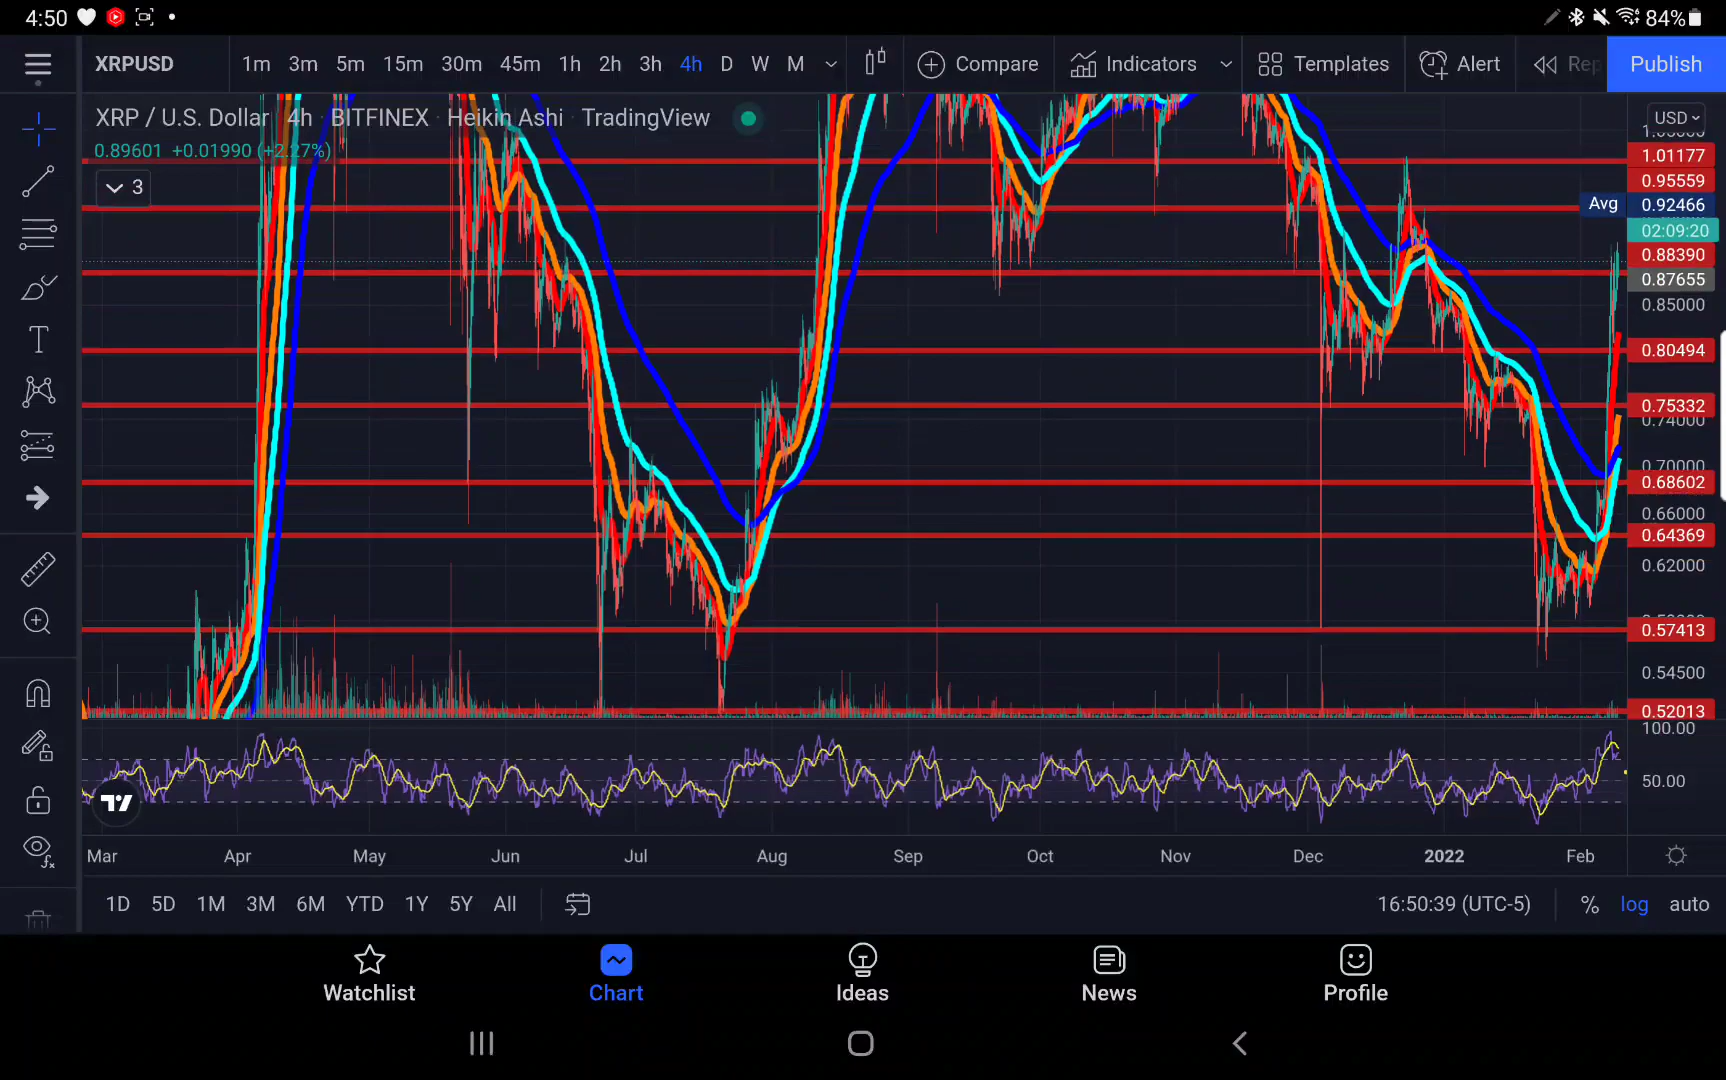 4:50
84%
XRPUSD 1m 3m 5m 15m 30m 45m 1h 2h 3h 4h D W M Compare Indicators Templates Alert Publish
XRP / U.S. Dollar 4h BITFINEX Heikin Ashi TradingView
USD
0.89601 +0.01990 (+2.27%)
3
1.01177
0.95559
Avg 0.92466
02:09:20
0.88390
0.87655
0.85000
0.80494
0.75332
0.74000
0.70000
0.68602
0.66000
0.64369
0.62000
0.57413
0.54500
0.52013
100.00
50.00
Mar Apr May Jun Jul Aug Sep Oct Nov Dec 2022 Feb
1D 5D 1M 3M 6M YTD 1Y 5Y All 16:50:39 (UTC-5) % log auto
Watchlist Chart Ideas News Profile